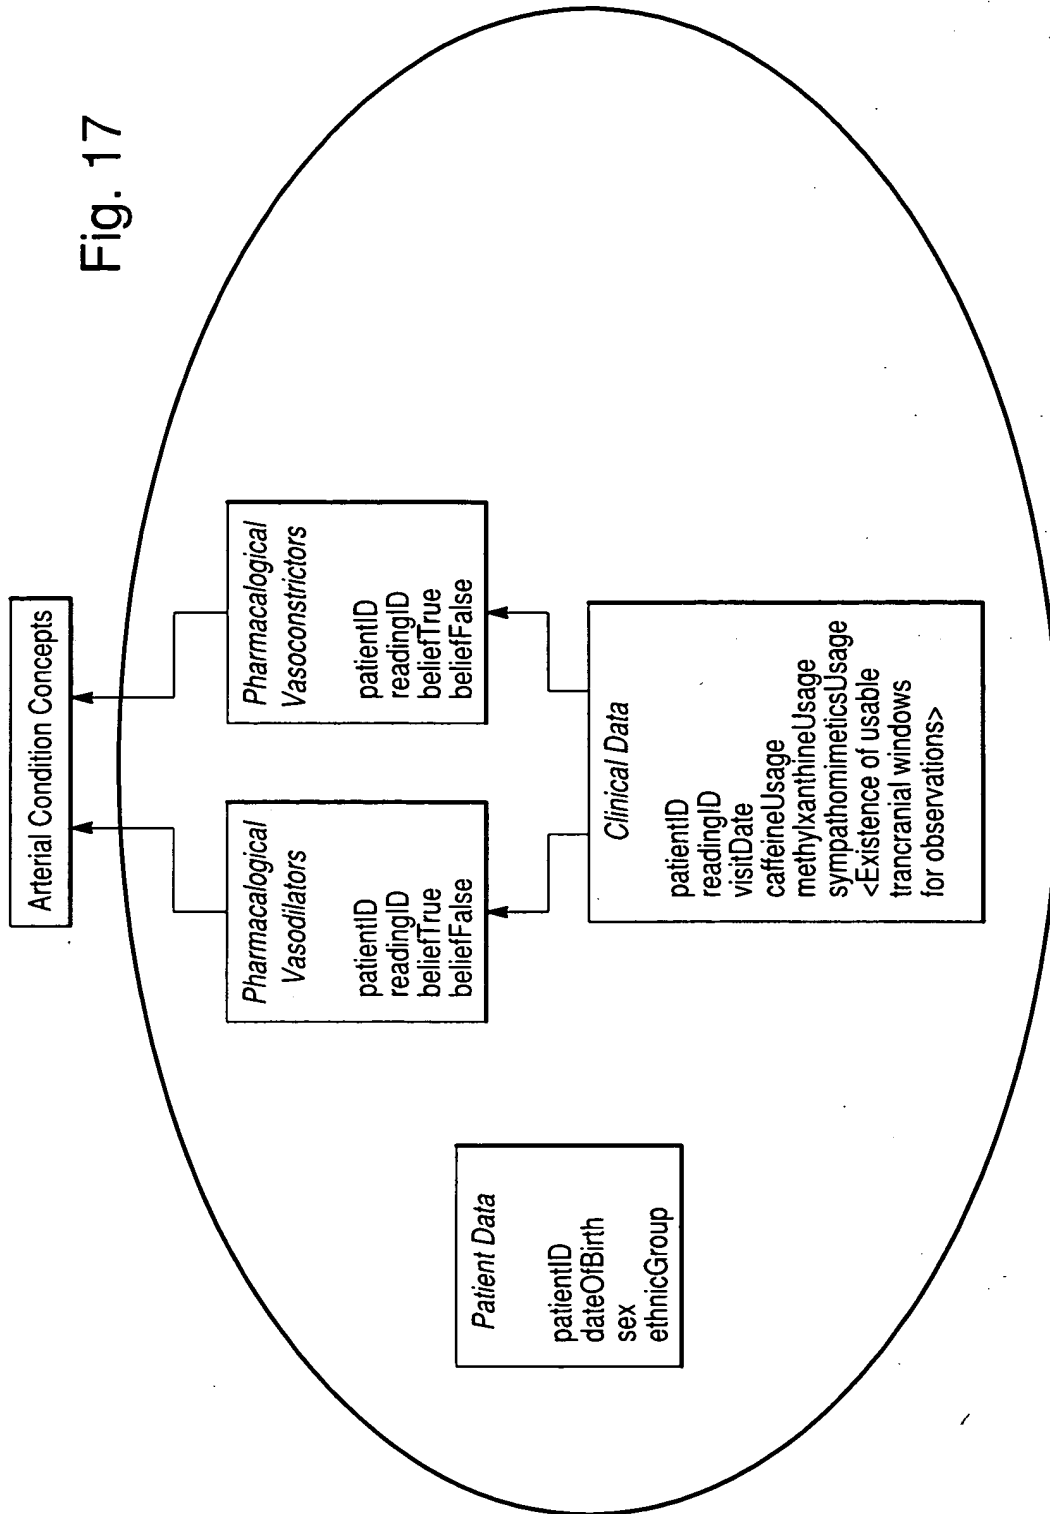 Fig. 17
Arterial Condition Concepts
Pharmacalogical
Vasodilators
patientID
readingID
beliefTrue
beliefFalse
Pharmacalogical
Vasoconstrictors
patientID
readingID
beliefTrue
beliefFalse
Patient Data
patientID
dateOfBirth
sex
ethnicGroup
Clinical Data
patientID
readingID
visitDate
caffeineUsage
methylxanthineUsage
sympathomimeticsUsage
<Existence of usable
trancranial windows
for observations>